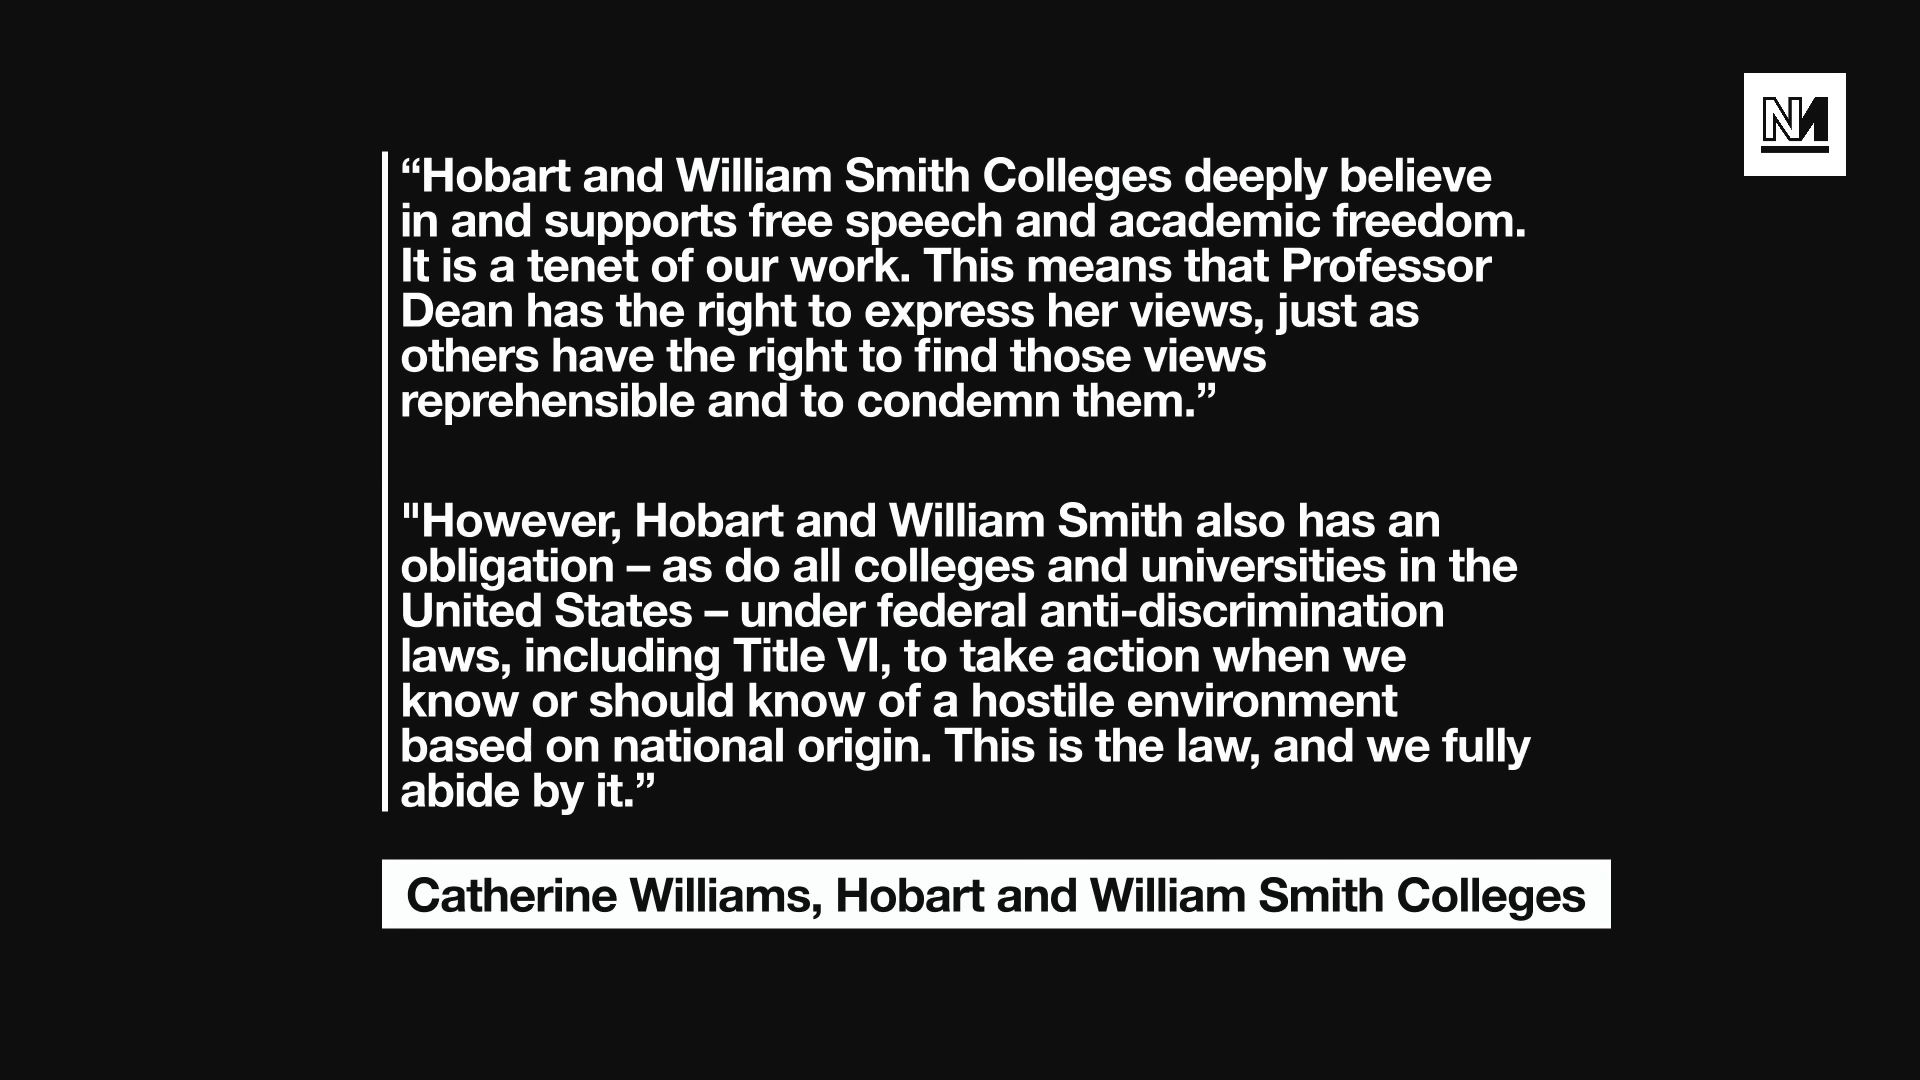 “Hobart and William Smith Colleges deeply believe
in and supports free speech and academic freedom.
It is a tenet of our work. This means that Professor
Dean has the right to express her views, just as
others have the right to find those views
reprehensible and to condemn them.”
"However, Hobart and William Smith also has an
obligation – as do all colleges and universities in the
United States – under federal anti-discrimination
laws, including Title VI, to take action when we
know or should know of a hostile environment
based on national origin. This is the law, and we fully
abide by it.”
Catherine Williams, Hobart and William Smith Colleges
NM